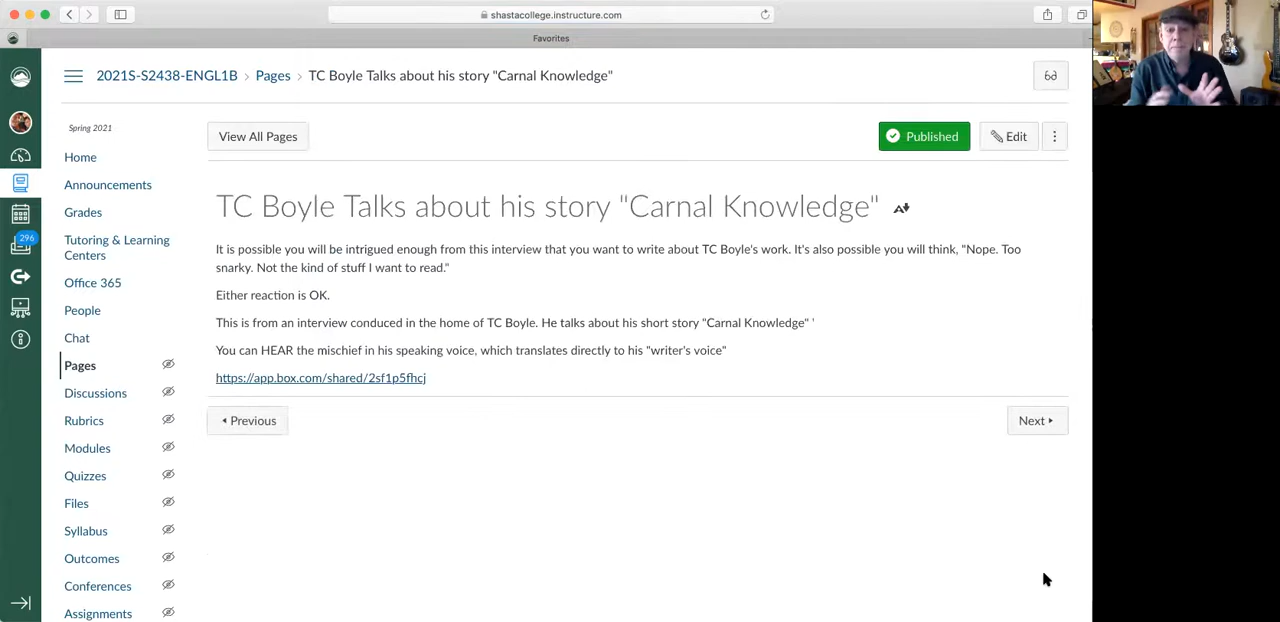 shastacollege.instructure.com
Favorites
2021S-S2438-ENGL1B › Pages › TC Boyle Talks about his story "Carnal Knowledge"
Spring 2021
Home
Announcements
Grades
Tutoring & Learning
Centers
Office 365
People
Chat
Pages
Discussions
Rubrics
Modules
Quizzes
Files
Syllabus
Outcomes
Conferences
Assignments
296
View All Pages
Published
Edit
TC Boyle Talks about his story "Carnal Knowledge"
It is possible you will be intrigued enough from this interview that you want to write about TC Boyle's work. It's also possible you will think, "Nope. Too
snarky. Not the kind of stuff I want to read."
Either reaction is OK.
This is from an interview conduced in the home of TC Boyle. He talks about his short story "Carnal Knowledge" '
You can HEAR the mischief in his speaking voice, which translates directly to his "writer's voice"
https://app.box.com/shared/2sf1p5fhcj
Previous
Next